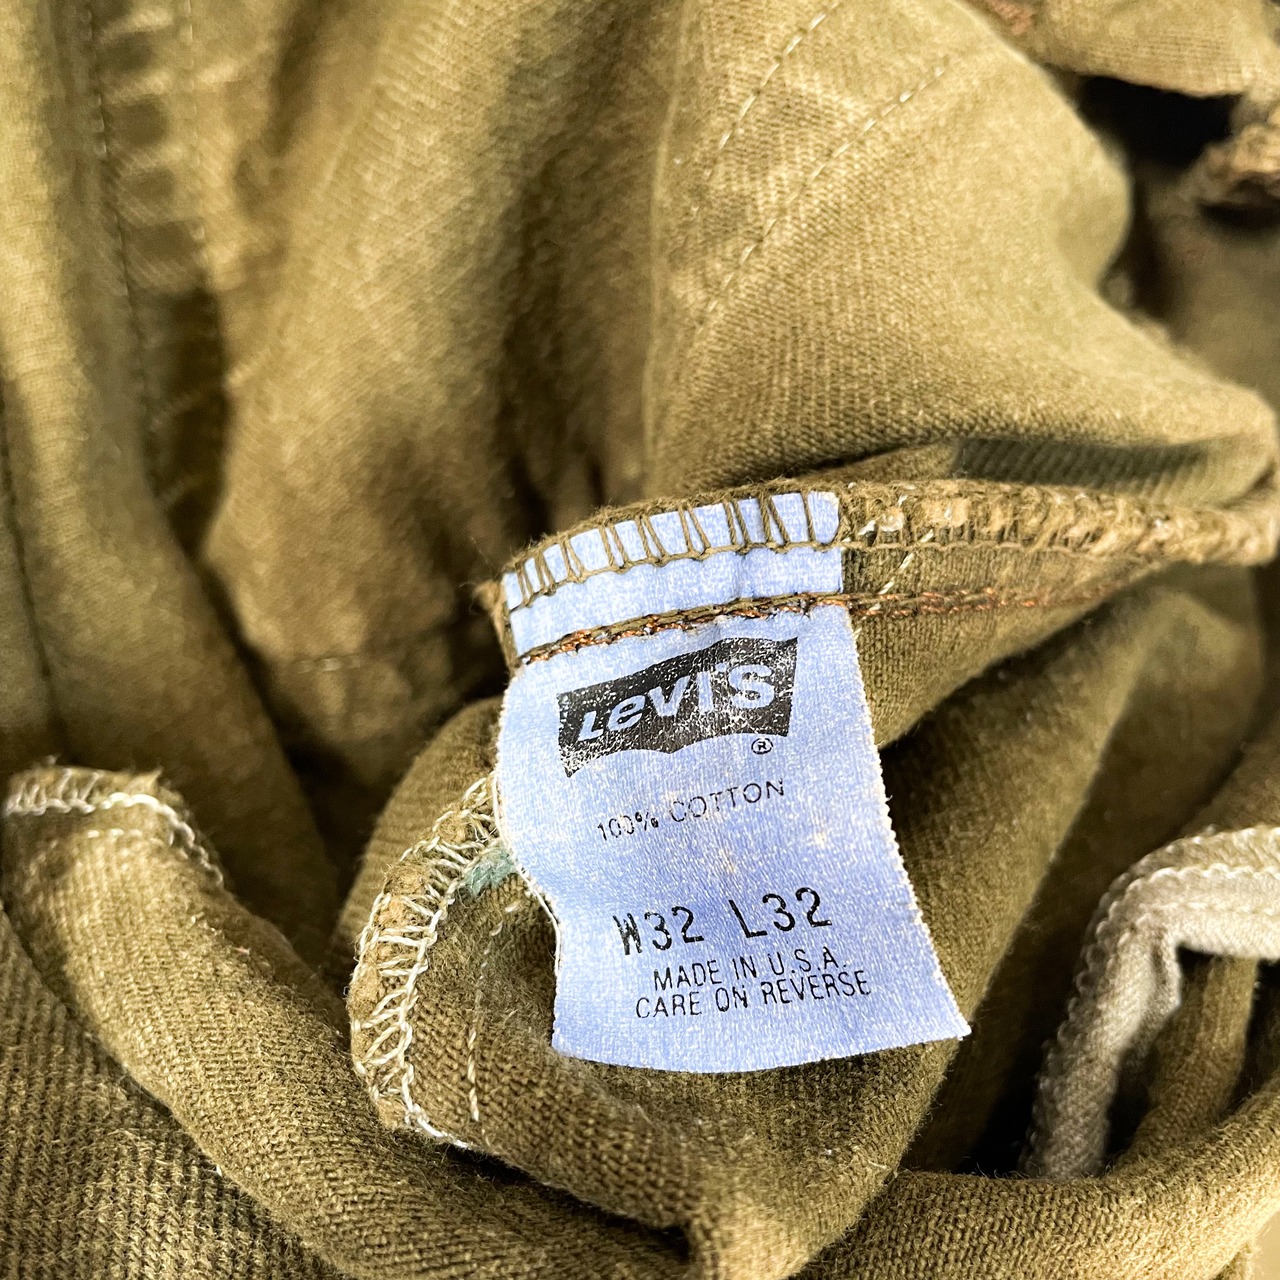 LeVI'S
®
100% COTTON
W32 L32
MADE IN U.S.A.
CARE ON REVERSE